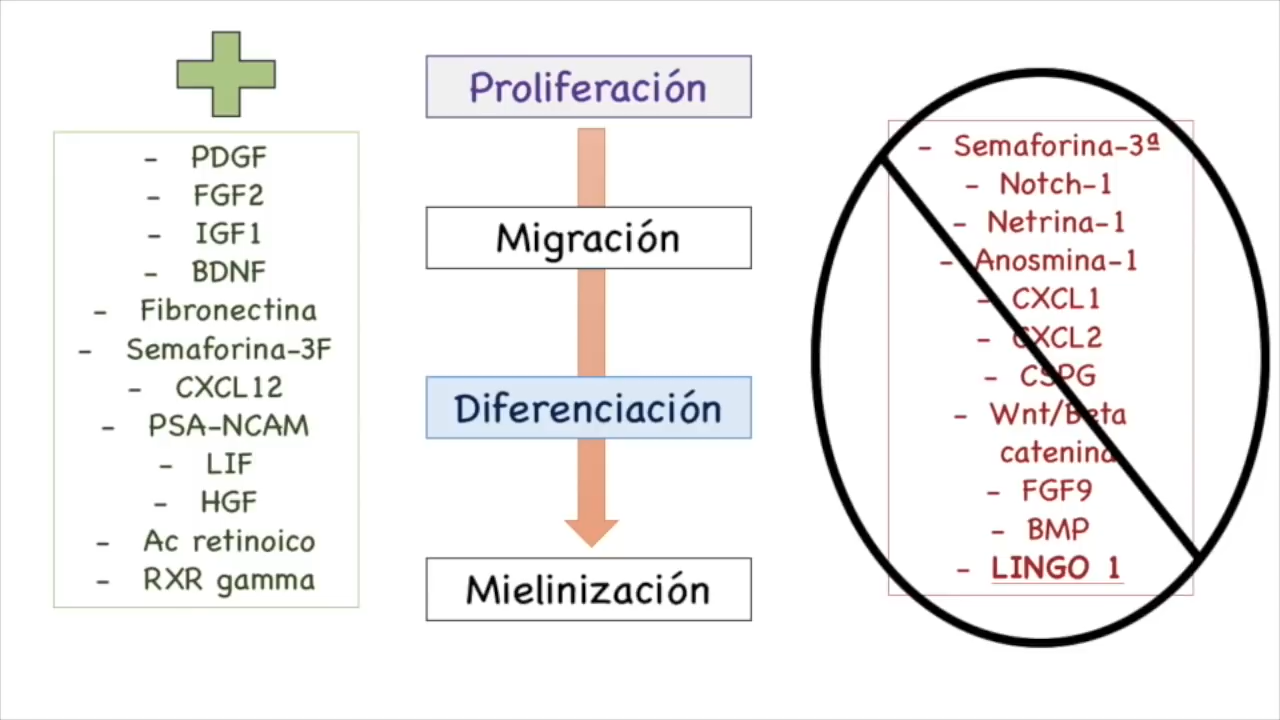 - PDGF
- FGF2
- IGF1
- BDNF
- Fibronectina
- Semaforina-3F
- CXCL12
- PSA-NCAM
- LIF
- HGF
- Ac retinoico
- RXR gamma
Proliferación
Migración
Diferenciación
Mielinización
- Semaforina-3ª
- Notch-1
- Netrina-1
- Anosmina-1
- CXCL1
- CXCL2
- CSPG
- Wnt/Beta
catenina
- FGF9
- BMP
- LINGO 1